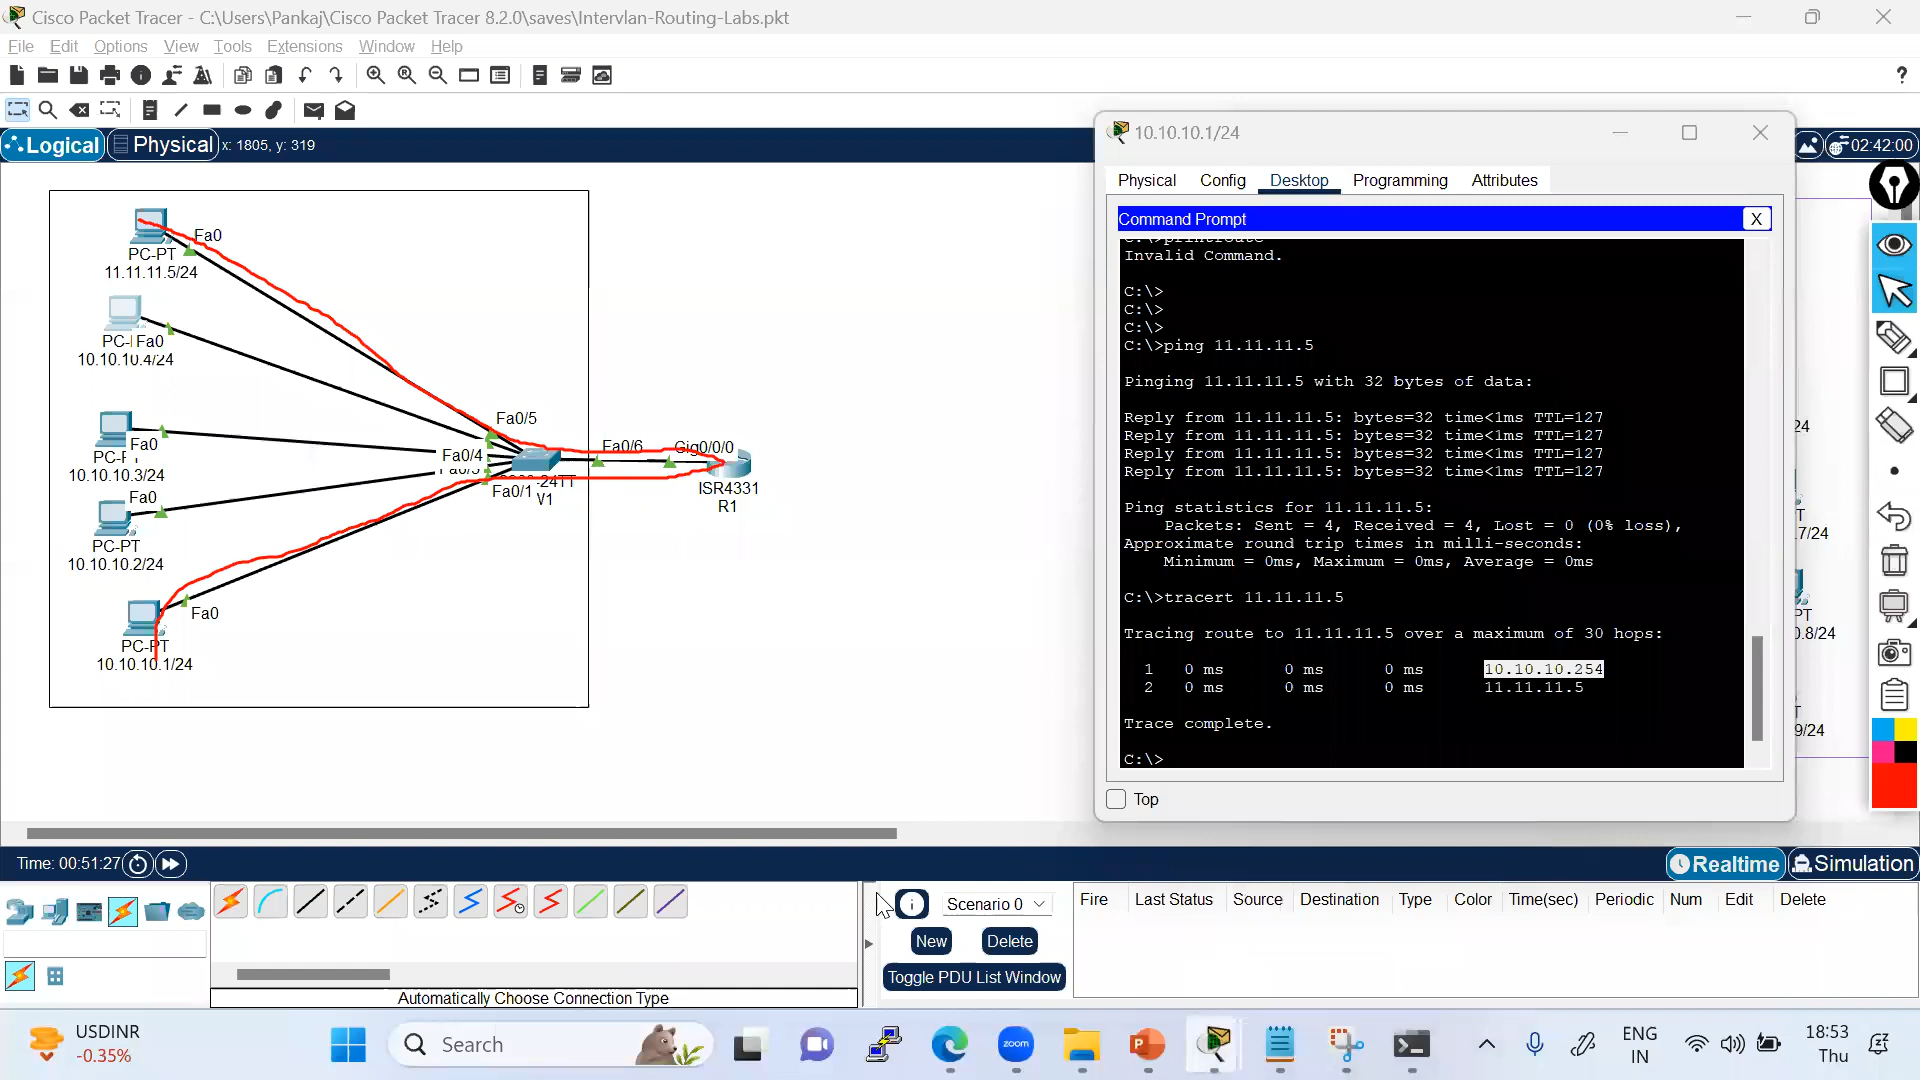 Cisco Packet Tracer - C:\Users\Pankaj\Cisco Packet Tracer 8.2.0\saves\Intervlan-Routing-Labs.pkt
File Edit Options View Tools Extensions Window Help
?
Logical Physical x: 1805, y: 319
02:42:00
Fa0
PC-PT
11.11.11.5/24
Fa0
10.10.10.4/24
Fa0
10.10.10.3/24
Fa0
PC-PT
10.10.10.2/24
Fa0
PC-PT
10.10.10.1/24
Fa0/5
Fa0/4
Fa0/1
Fa0/6
Gig0/0/0
ISR4331
R1
10.10.10.1/24
Physical Config Desktop Programming Attributes
Command Prompt
X
Invalid Command.
C:\>
C:\>
C:\>
C:\>ping 11.11.11.5
Pinging 11.11.11.5 with 32 bytes of data:
Reply from 11.11.11.5: bytes=32 time<1ms TTL=127
Reply from 11.11.11.5: bytes=32 time<1ms TTL=127
Reply from 11.11.11.5: bytes=32 time<1ms TTL=127
Reply from 11.11.11.5: bytes=32 time<1ms TTL=127
Ping statistics for 11.11.11.5:
Packets: Sent = 4, Received = 4, Lost = 0 (0% loss),
Approximate round trip times in milli-seconds:
Minimum = 0ms, Maximum = 0ms, Average = 0ms
C:\>tracert 11.11.11.5
Tracing route to 11.11.11.5 over a maximum of 30 hops:
1 0 ms 0 ms 0 ms 10.10.10.254
2 0 ms 0 ms 0 ms 11.11.11.5
Trace complete.
C:\>
Top
Time: 00:51:27
Realtime Simulation
Automatically Choose Connection Type
Scenario 0
New Delete
Toggle PDU List Window
Fire Last Status Source Destination Type Color Time(sec) Periodic Num Edit Delete
USDINR
-0.35%
Search
zoom
ENG
IN
18:53
Thu